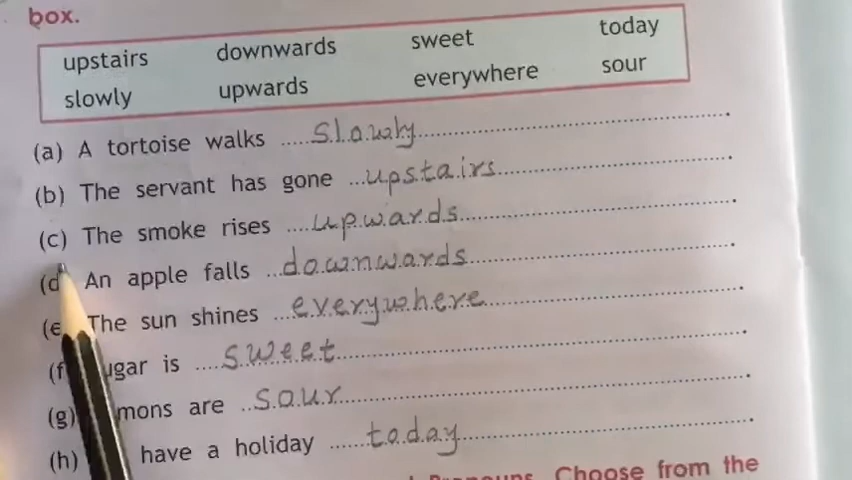 box.
upstairs downwards sweet today
slowly upwards everywhere sour
(a) A tortoise walks ......slowly..............................
(b) The servant has gone ...upstairs..............................
(c) The smoke rises ....upwards..............................
(d An apple falls ...downwards..............................
(e The sun shines ...everywhere..............................
(f ugar is ....sweet..............................
(g) mons are ...sour..............................
(h) have a holiday ......today..............................
Pronouns. Choose from the